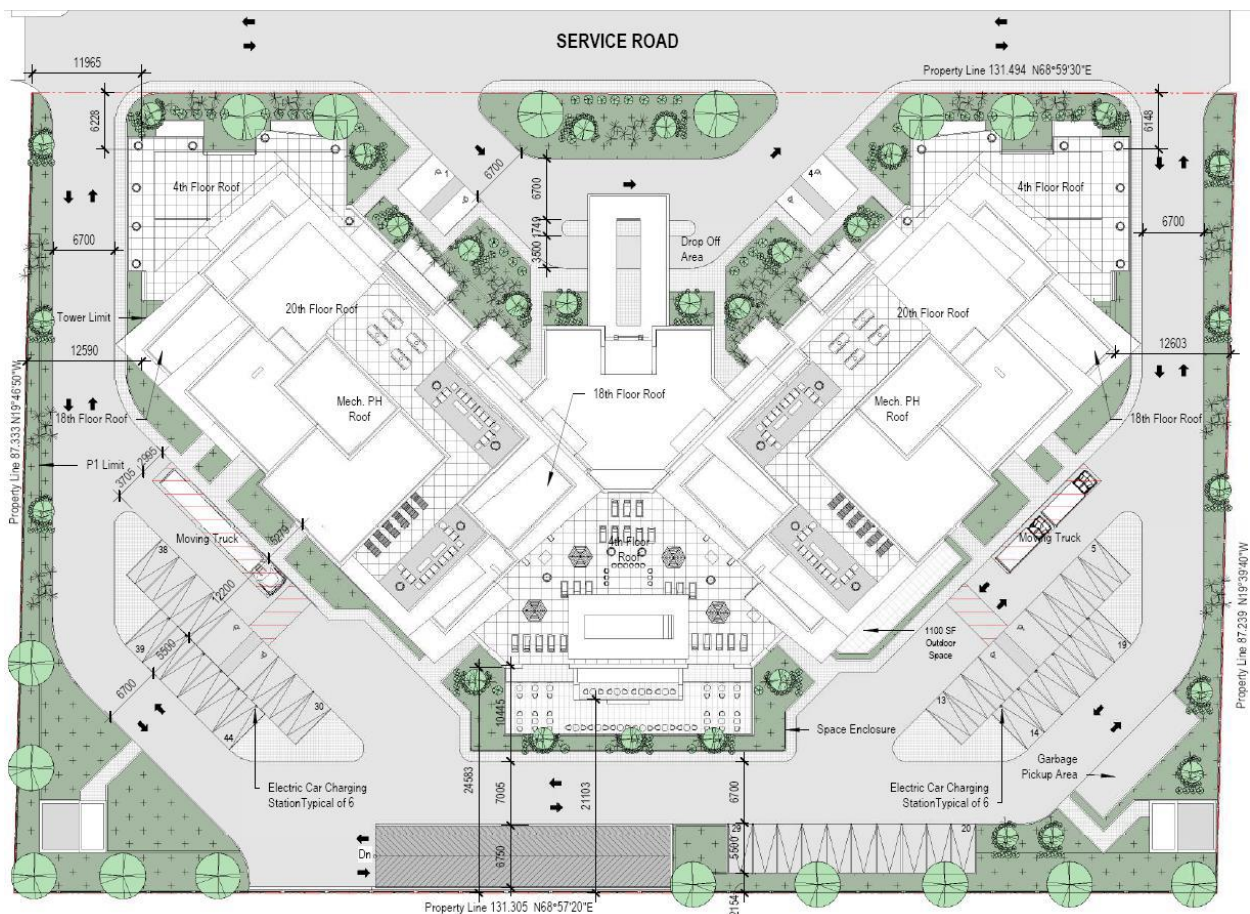 SERVICE ROAD
Property Line 131.494 N68°59'30"E
11965
6228
6148
4th Floor Roof
1
6700
6700
4
4th Floor Roof
6700
6700
1749
3500
Drop Off
Area
Tower Limit
20th Floor Roof
20th Floor Roof
12590
12603
Property Line 87.333 N19°46'50"W
18th Floor Roof
Mech. PH
Roof
18th Floor Roof
Mech. PH
Roof
18th Floor Roof
P1 Limit
2995
3705
Moving Truck
6279
4th Floor
Roof
Moving Truck
38
12200
5
Property Line 87.239 N19°39'40"W
39
5500
1100 SF
Outdoor
Space
19
6700
30
44
13
14
10445
Space Enclosure
Electric Car Charging
StationTypical of 6
24583
7005
21103
6700
Electric Car Charging
StationTypical of 6
Garbage
Pickup Area
Dn
6750
29
20
5500
2154
Property Line 131.305 N68°57'20"E